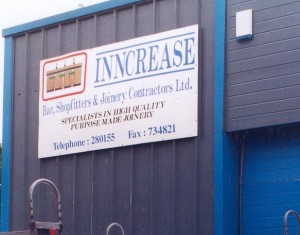 INNCREASE
Bar, Shopfitters & Joinery Contractors Ltd.
SPECIALISTS IN HIGH QUALITY
PURPOSE MADE JOINERY
Telephone : 280155 Fax : 734821